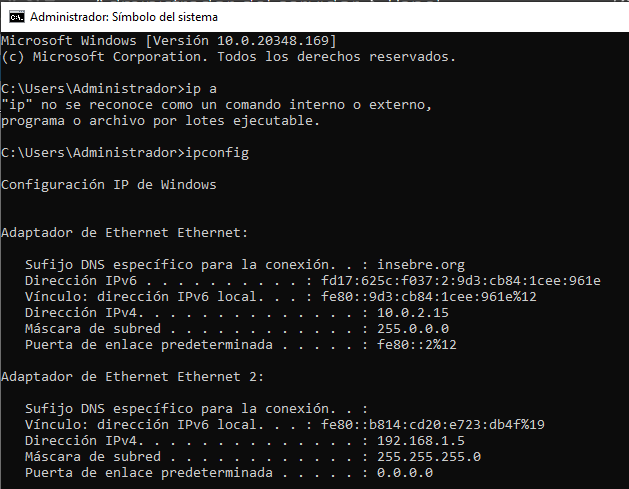 Administrador: Símbolo del sistema
Microsoft Windows [Versión 10.0.20348.169]
(c) Microsoft Corporation. Todos los derechos reservados.
C:\Users\Administrador>ip a
"ip" no se reconoce como un comando interno o externo,
programa o archivo por lotes ejecutable.
C:\Users\Administrador>ipconfig
Configuración IP de Windows
Adaptador de Ethernet Ethernet:
Sufijo DNS específico para la conexión. . : insebre.org
Dirección IPv6 . . . . . . . . . . : fd17:625c:f037:2:9d3:cb84:1cee:961e
Vínculo: dirección IPv6 local. . . : fe80::9d3:cb84:1cee:961e%12
Dirección IPv4. . . . . . . . . . . . . . : 10.0.2.15
Máscara de subred . . . . . . . . . . . . : 255.0.0.0
Puerta de enlace predeterminada . . . . . : fe80::2%12
Adaptador de Ethernet Ethernet 2:
Sufijo DNS específico para la conexión. . :
Vínculo: dirección IPv6 local. . . : fe80::b814:cd20:e723:db4f%19
Dirección IPv4. . . . . . . . . . . . . . : 192.168.1.5
Máscara de subred . . . . . . . . . . . . : 255.255.255.0
Puerta de enlace predeterminada . . . . . : 0.0.0.0